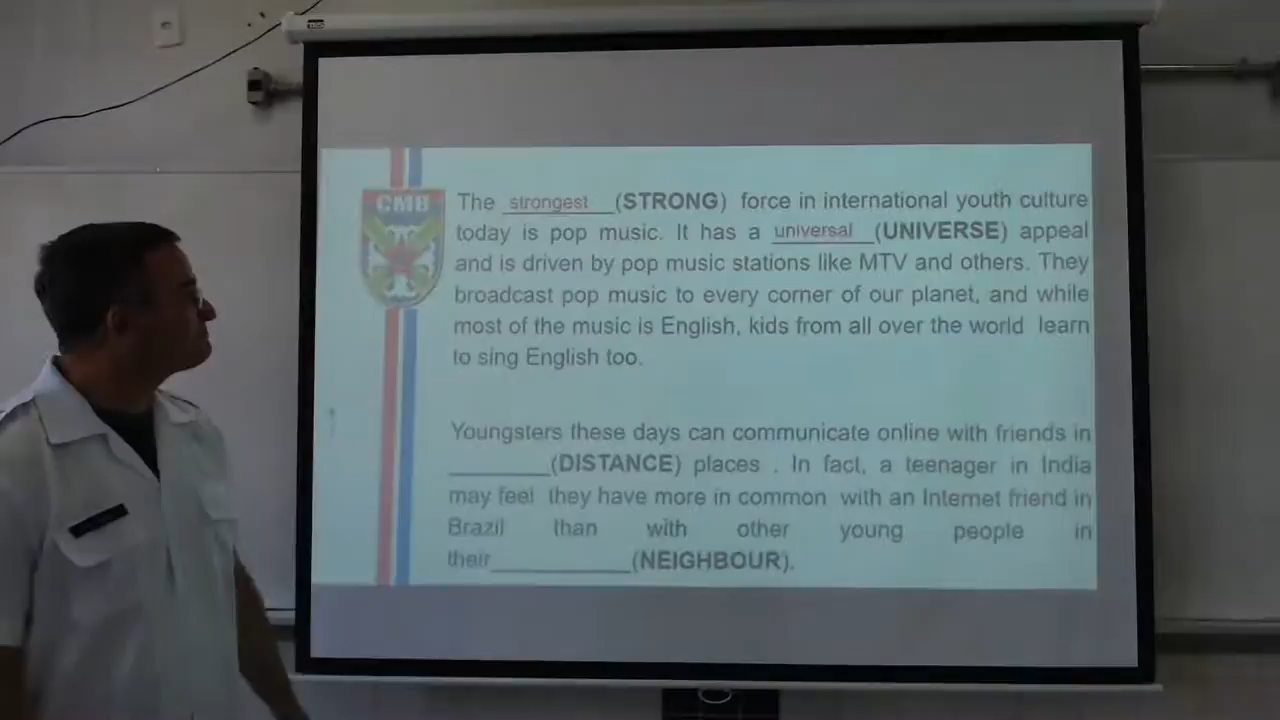 CMB
The strongest (STRONG) force in international youth culture
today is pop music. It has a universal (UNIVERSE) appeal
and is driven by pop music stations like MTV and others. They
broadcast pop music to every corner of our planet, and while
most of the music is English, kids from all over the world learn
to sing English too.
Youngsters these days can communicate online with friends in
_________(DISTANCE) places . In fact, a teenager in India
may feel they have more in common with an Internet friend in
Brazil than with other young people in
their____________(NEIGHBOUR).